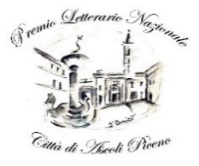 Premio Letterario Nazionale
Città di Ascoli Piceno